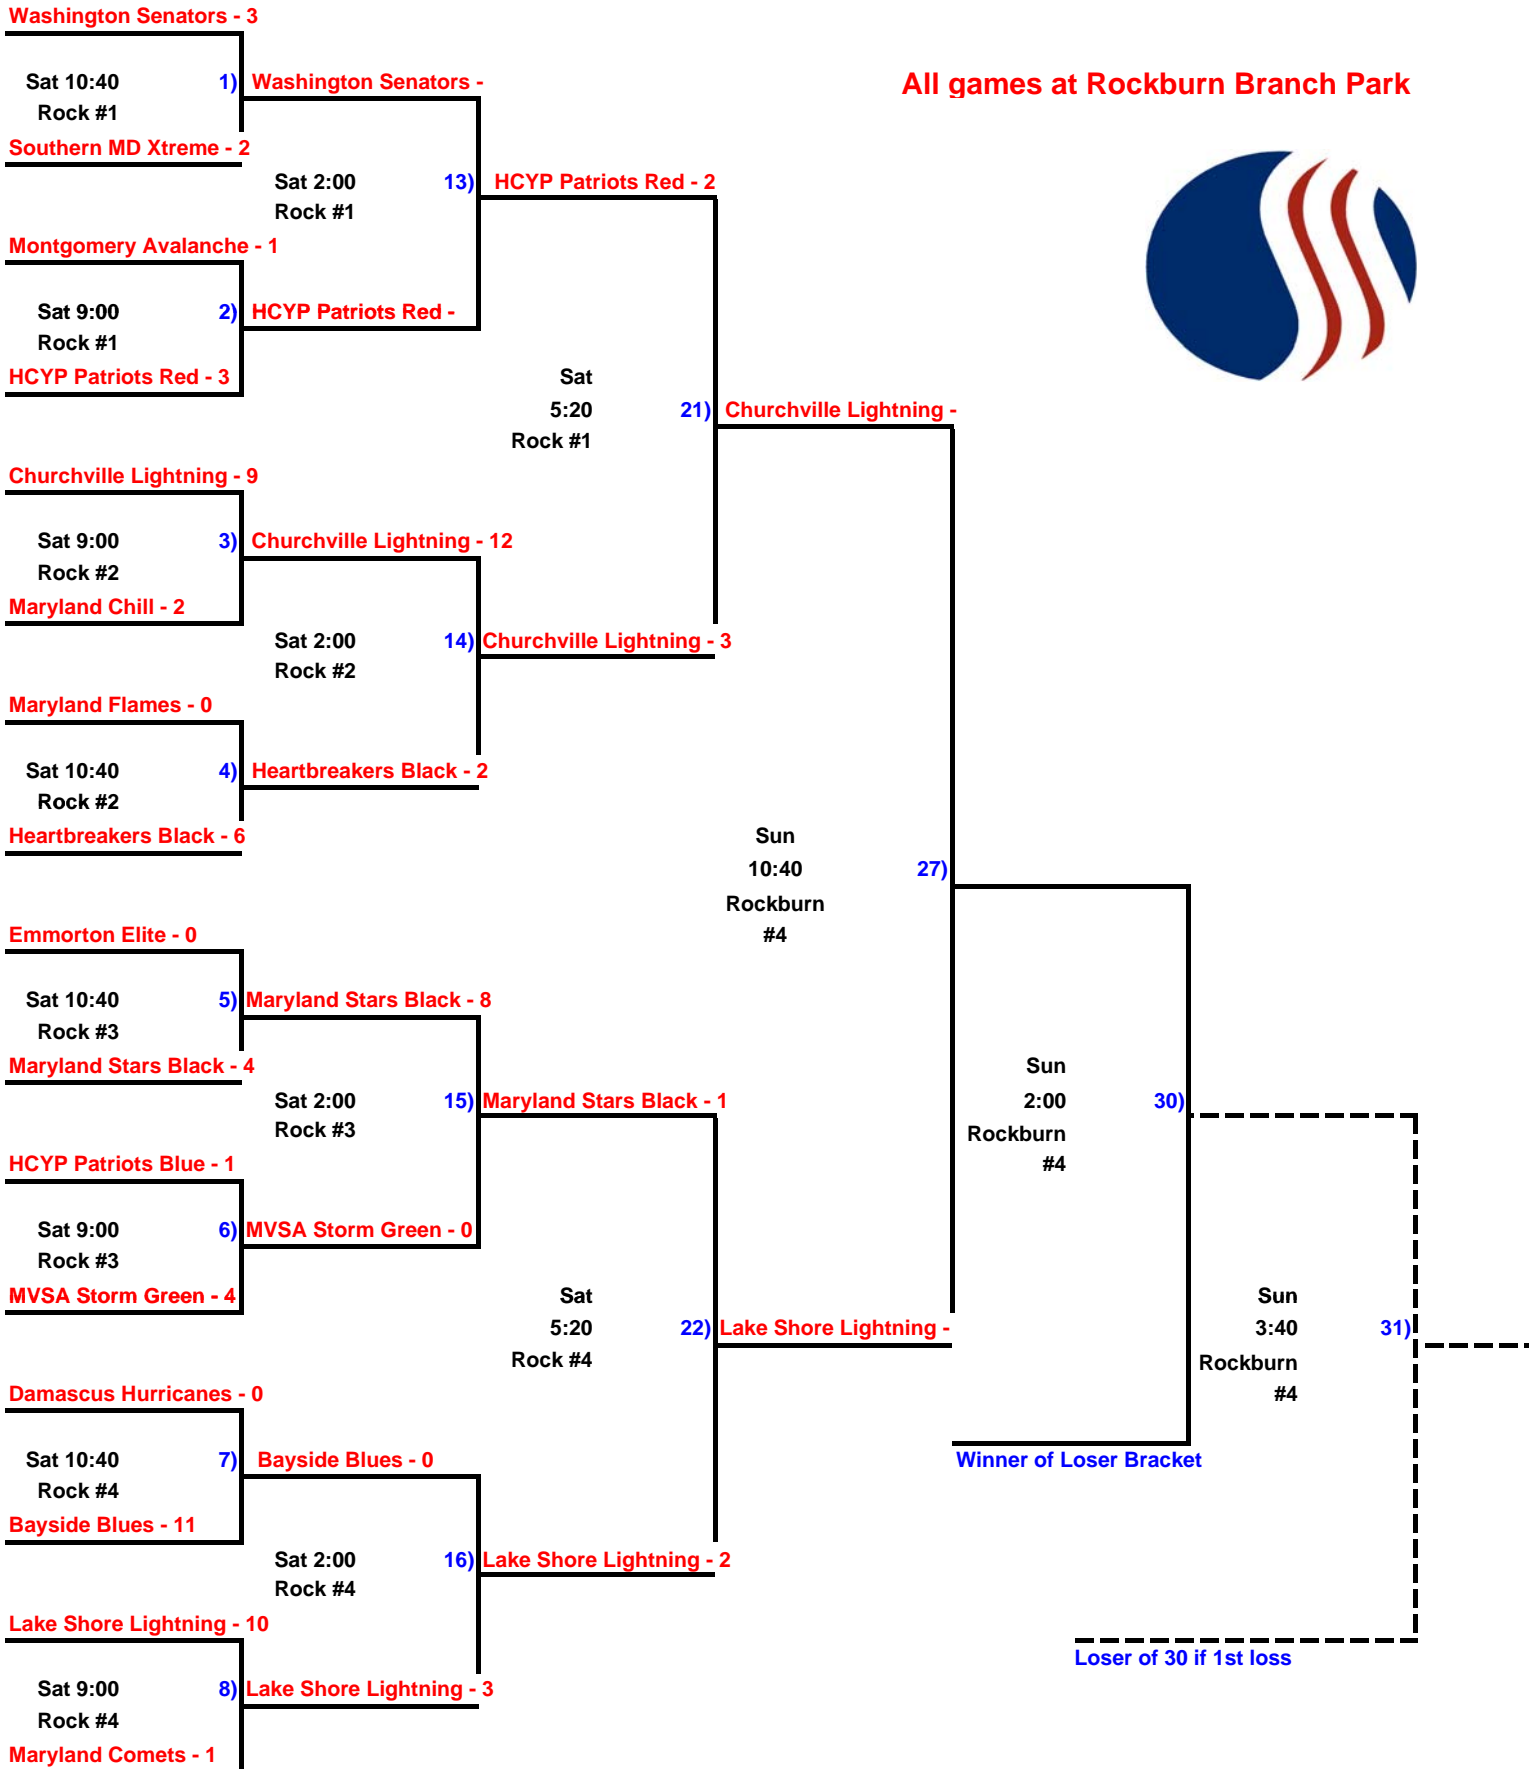 Washington Senators - 3
Sat 10:40
1)
Washington Senators -
All games at Rockburn Branch Park
Rock #1
Southern MD Xtreme - 2
Sat 2:00
13)
HCYP Patriots Red - 2
Rock #1
Montgomery Avalanche - 1
Sat 9:00
2)
HCYP Patriots Red -
Rock #1
HCYP Patriots Red - 3
Sat
5:20
21)
Churchville Lightning -
Rock #1
Churchville Lightning - 9
Sat 9:00
3)
Churchville Lightning - 12
Rock #2
Maryland Chill - 2
Sat 2:00
14)
Churchville Lightning - 3
Rock #2
Maryland Flames - 0
Sat 10:40
4)
Heartbreakers Black - 2
Rock #2
Heartbreakers Black - 6
Sun
10:40
27)
Rockburn
#4
Emmorton Elite - 0
Sat 10:40
5)
Maryland Stars Black - 8
Rock #3
Maryland Stars Black - 4
Sun
Sat 2:00
15)
Maryland Stars Black - 1
2:00
30)
Rock #3
Rockburn
#4
HCYP Patriots Blue - 1
Sat 9:00
6)
MVSA Storm Green - 0
Rock #3
MVSA Storm Green - 4
Sat
Sun
5:20
22)
Lake Shore Lightning -
3:40
31)
Rock #4
Rockburn
#4
Damascus Hurricanes - 0
Sat 10:40
7)
Bayside Blues - 0
Winner of Loser Bracket
Rock #4
Bayside Blues - 11
Sat 2:00
16)
Lake Shore Lightning - 2
Rock #4
Lake Shore Lightning - 10
Loser of 30 if 1st loss
Sat 9:00
8)
Lake Shore Lightning - 3
Rock #4
Maryland Comets - 1